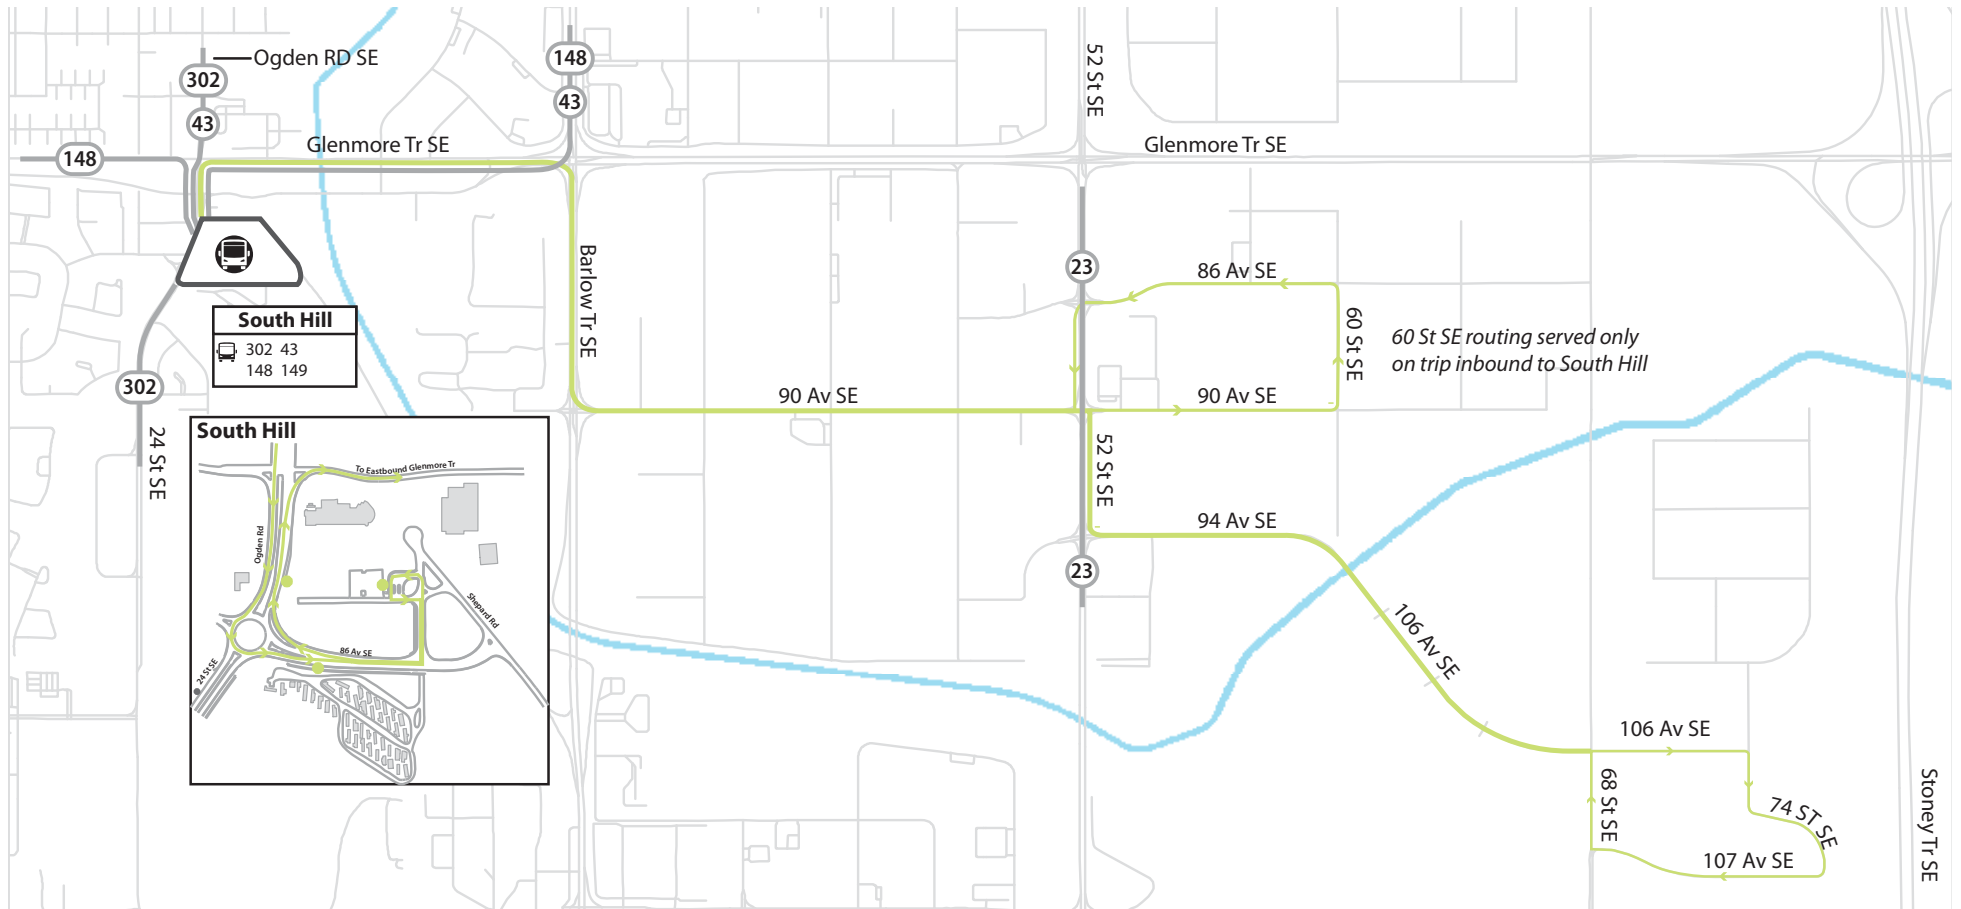 Ogden RD SE
302
43
148
Glenmore Tr SE
148
43
52 St SE
Glenmore Tr SE
Barlow Tr SE
23
86 Av SE
60 St SE
60 St SE routing served only
on trip inbound to South Hill
90 Av SE
90 Av SE
52 St SE
94 Av SE
23
106 Av SE
106 Av SE
68 St SE
74 ST SE
107 Av SE
Stoney Tr SE
South Hill
302 43
148 149
302
24 St SE
South Hill
To Eastbound Glenmore Tr
Ogden Rd
Shepard Rd
86 Av SE
24 St SE